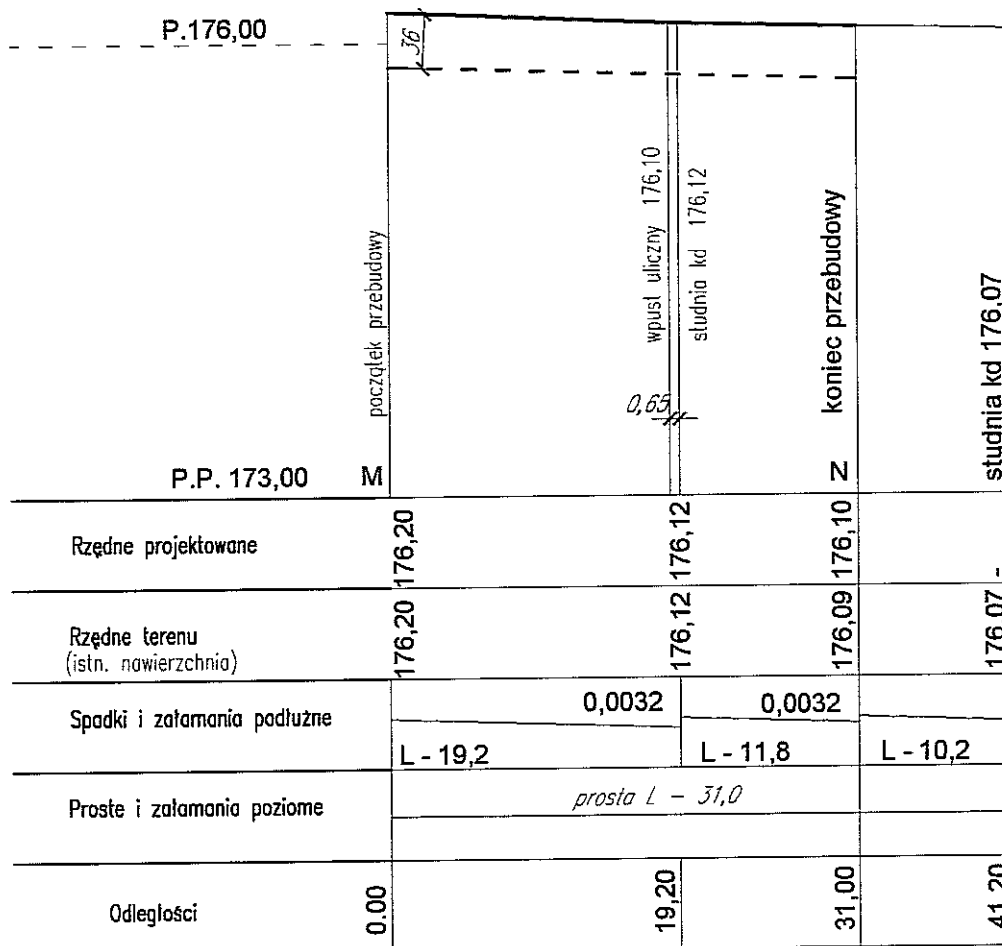 P.176,00
36
początek przebudowy
wpust uliczny 176,10
studnia kd 176,12
koniec przebudowy
studnia kd 176,07
0,65
P.P. 173,00
M
N
Rzędne projektowane
176,20
176,12
176,10
-
Rzędne terenu
(istn. nawierzchnia)
176,20
176,12
176,09
176,07
Spadki i załamania podłużne
0,0032
0,0032
L - 19,2
L - 11,8
L - 10,2
Proste i załamania poziome
prosta L - 31,0
Odległości
0.00
19,20
31,00
41,20